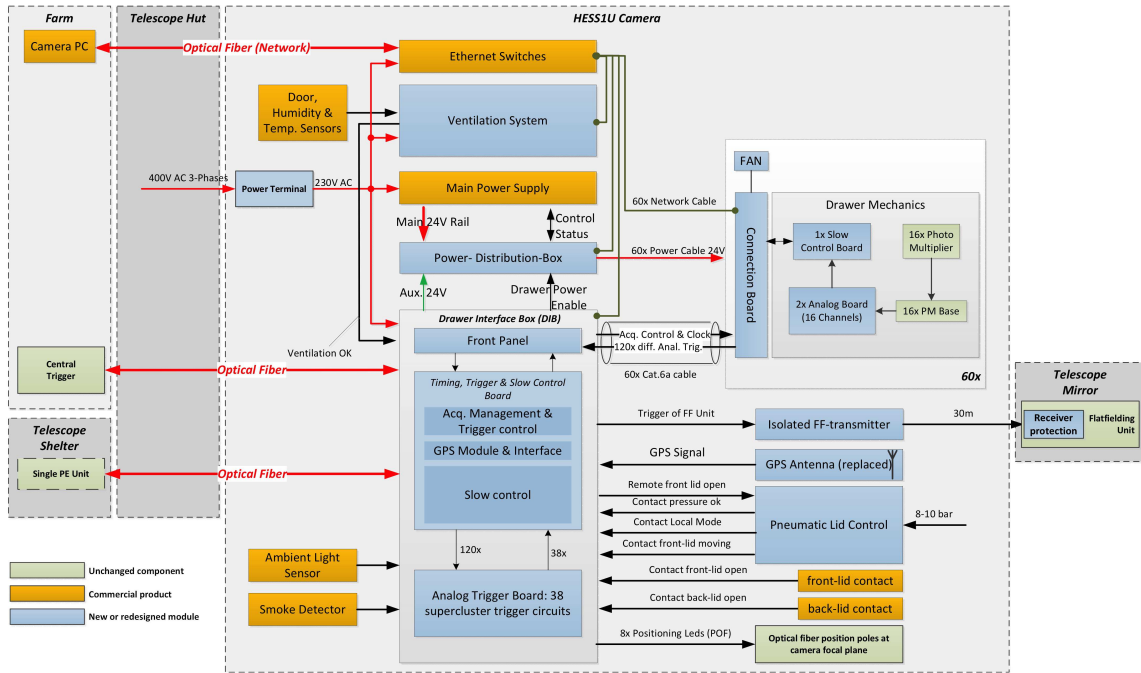 Farm
Telescope Hut
HESS1U Camera
Camera PC
Optical Fiber (Network)
Ethernet Switches
Door,
Humidity &
Temp. Sensors
Ventilation System
FAN
400V AC 3-Phases
Power Terminal
230V AC
Main Power Supply
60x Network Cable
Drawer Mechanics
Main 24V Rail
Control
Status
1x Slow
Control Board
16x Photo
Multiplier
Connection Board
Power- Distribution-Box
60x Power Cable 24V
Aux. 24V
Drawer Power
Enable
2x Analog Board
(16 Channels)
16x PM Base
Drawer Interface Box (DIB)
Front Panel
Acq. Control & Clock
120x diff. Anal. Trig.
Ventilation OK
60x Cat.6a cable
60x
Central
Trigger
Optical Fiber
Timing, Trigger & Slow Control
Board
Acq. Management &
Trigger control
GPS Module & Interface
Slow control
Telescope
Mirror
Trigger of FF Unit
Isolated FF-transmitter
30m
Receiver
protection
Flatfielding
Unit
Telescope
Shelter
Single PE Unit
Optical Fiber
GPS Signal
GPS Antenna (replaced)
Remote front lid open
Contact pressure ok
Contact Local Mode
Contact front-lid moving
Pneumatic Lid Control
8-10 bar
120x
38x
Ambient Light
Sensor
Contact front-lid open
front-lid contact
Smoke Detector
Analog Trigger Board: 38
supercluster trigger circuits
Contact back-lid open
back-lid contact
8x Positioning Leds (POF)
Optical fiber position poles at
camera focal plane
Unchanged component
Commercial product
New or redesigned module